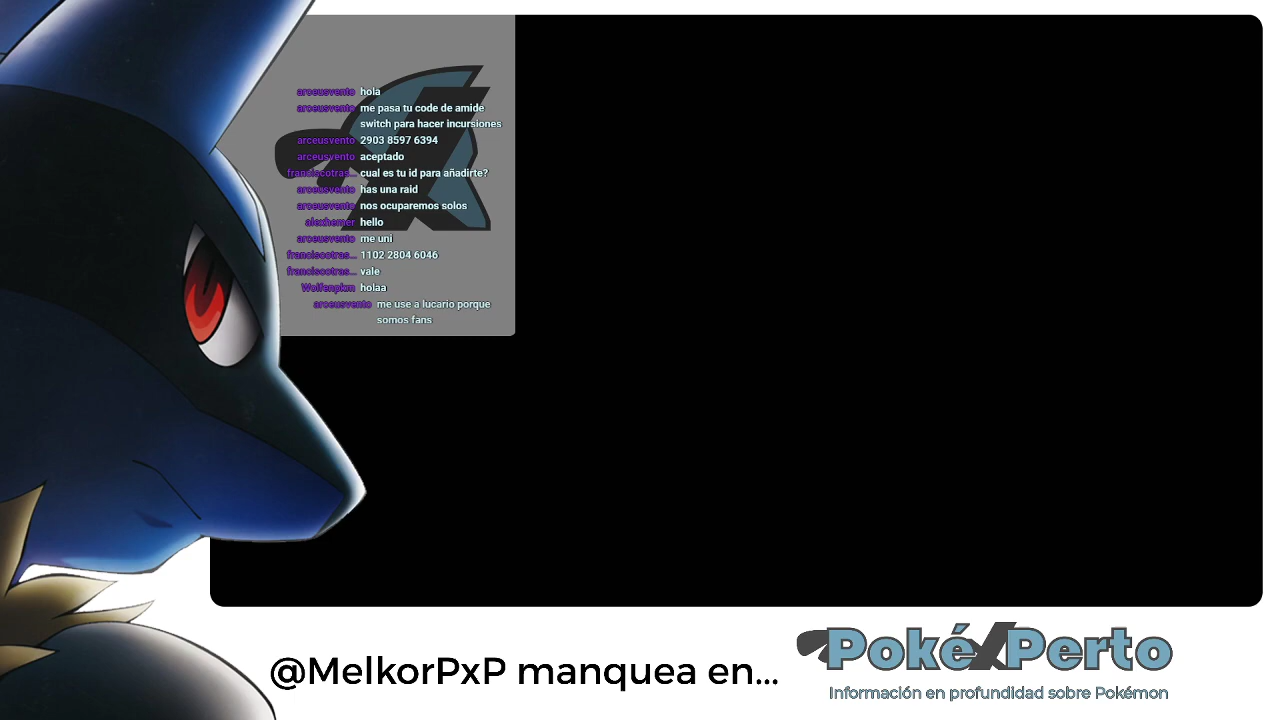 arceusvento hola
arceusvento me pasa tu code de amide
switch para hacer incursiones
arceusvento 2903 8597 6394
arceusvento aceptado
franciscotras... cual es tu id para añadirte?
arceusvento has una raid
arceusvento nos ocuparemos solos
alexhemer hello
arceusvento me uni
franciscotras... 1102 2804 6046
franciscotras... vale
Wolfenpkm holaa
arceusvento me use a lucario porque
somos fans
@MelkorPxP manquea en...
PokéXPerto
Información en profundidad sobre Pokémon